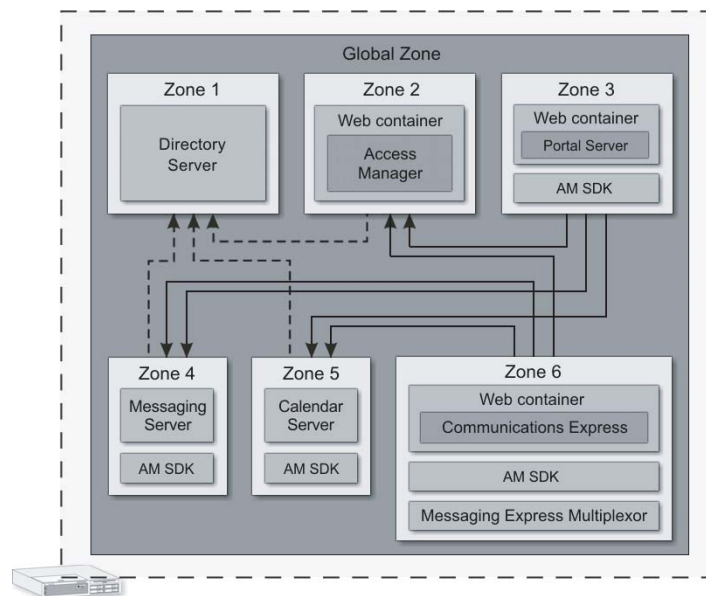 Global Zone
Zone 1
Directory
Server
Zone 2
Web container
Access
Manager
Zone 3
Web container
Portal Server
AM SDK
Zone 4
Messaging
Server
AM SDK
Zone 5
Calendar
Server
AM SDK
Zone 6
Web container
Communications Express
AM SDK
Messaging Express Multiplexor